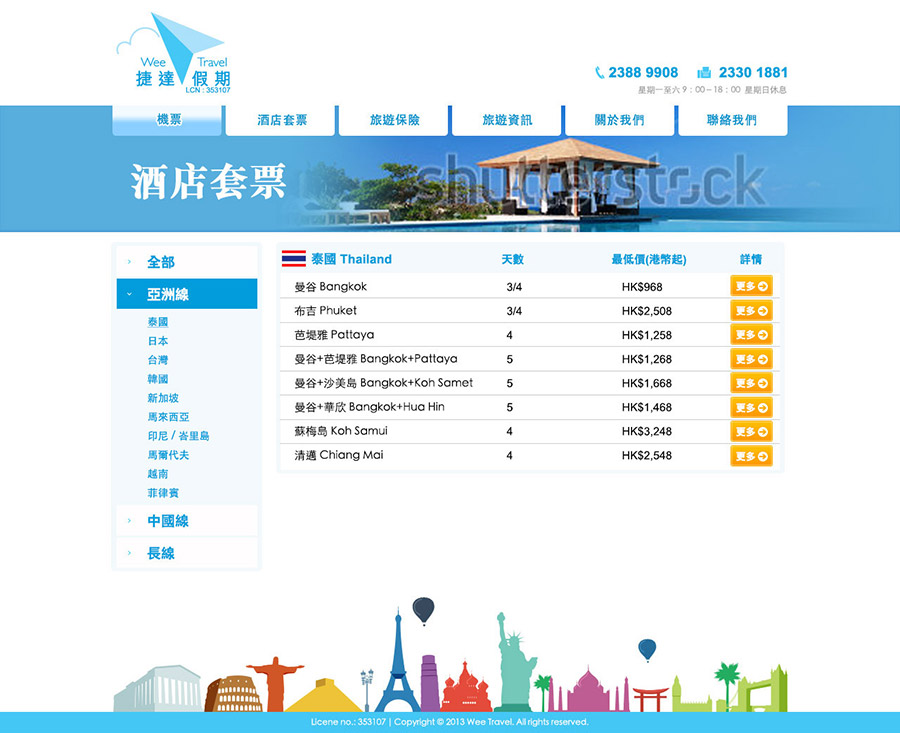 Wee Travel
捷達假期
LCN : 353107
2388 9908 2330 1881
星期一至六 9：00 – 18：00 星期日休息
機票 酒店套票 旅遊保險 旅遊資訊 關於我們 聯絡我們
酒店套票
shutterstock
全部
亞洲線
泰國
日本
台灣
韓國
新加坡
馬來西亞
印尼 / 峇里島
馬爾代夫
越南
菲律賓
中國線
長線
泰國 Thailand 天數 最低價(港幣起) 詳情
曼谷 Bangkok 3/4 HK$968 更多
布吉 Phuket 3/4 HK$2,508 更多
芭堤雅 Pattaya 4 HK$1,258 更多
曼谷+芭堤雅 Bangkok+Pattaya 5 HK$1,268 更多
曼谷+沙美島 Bangkok+Koh Samet 5 HK$1,668 更多
曼谷+華欣 Bangkok+Hua Hin 5 HK$1,468 更多
蘇梅島 Koh Samui 4 HK$3,248 更多
清邁 Chiang Mai 4 HK$2,548 更多
Licene no.: 353107 | Copyright © 2013 Wee Travel. All rights reserved.